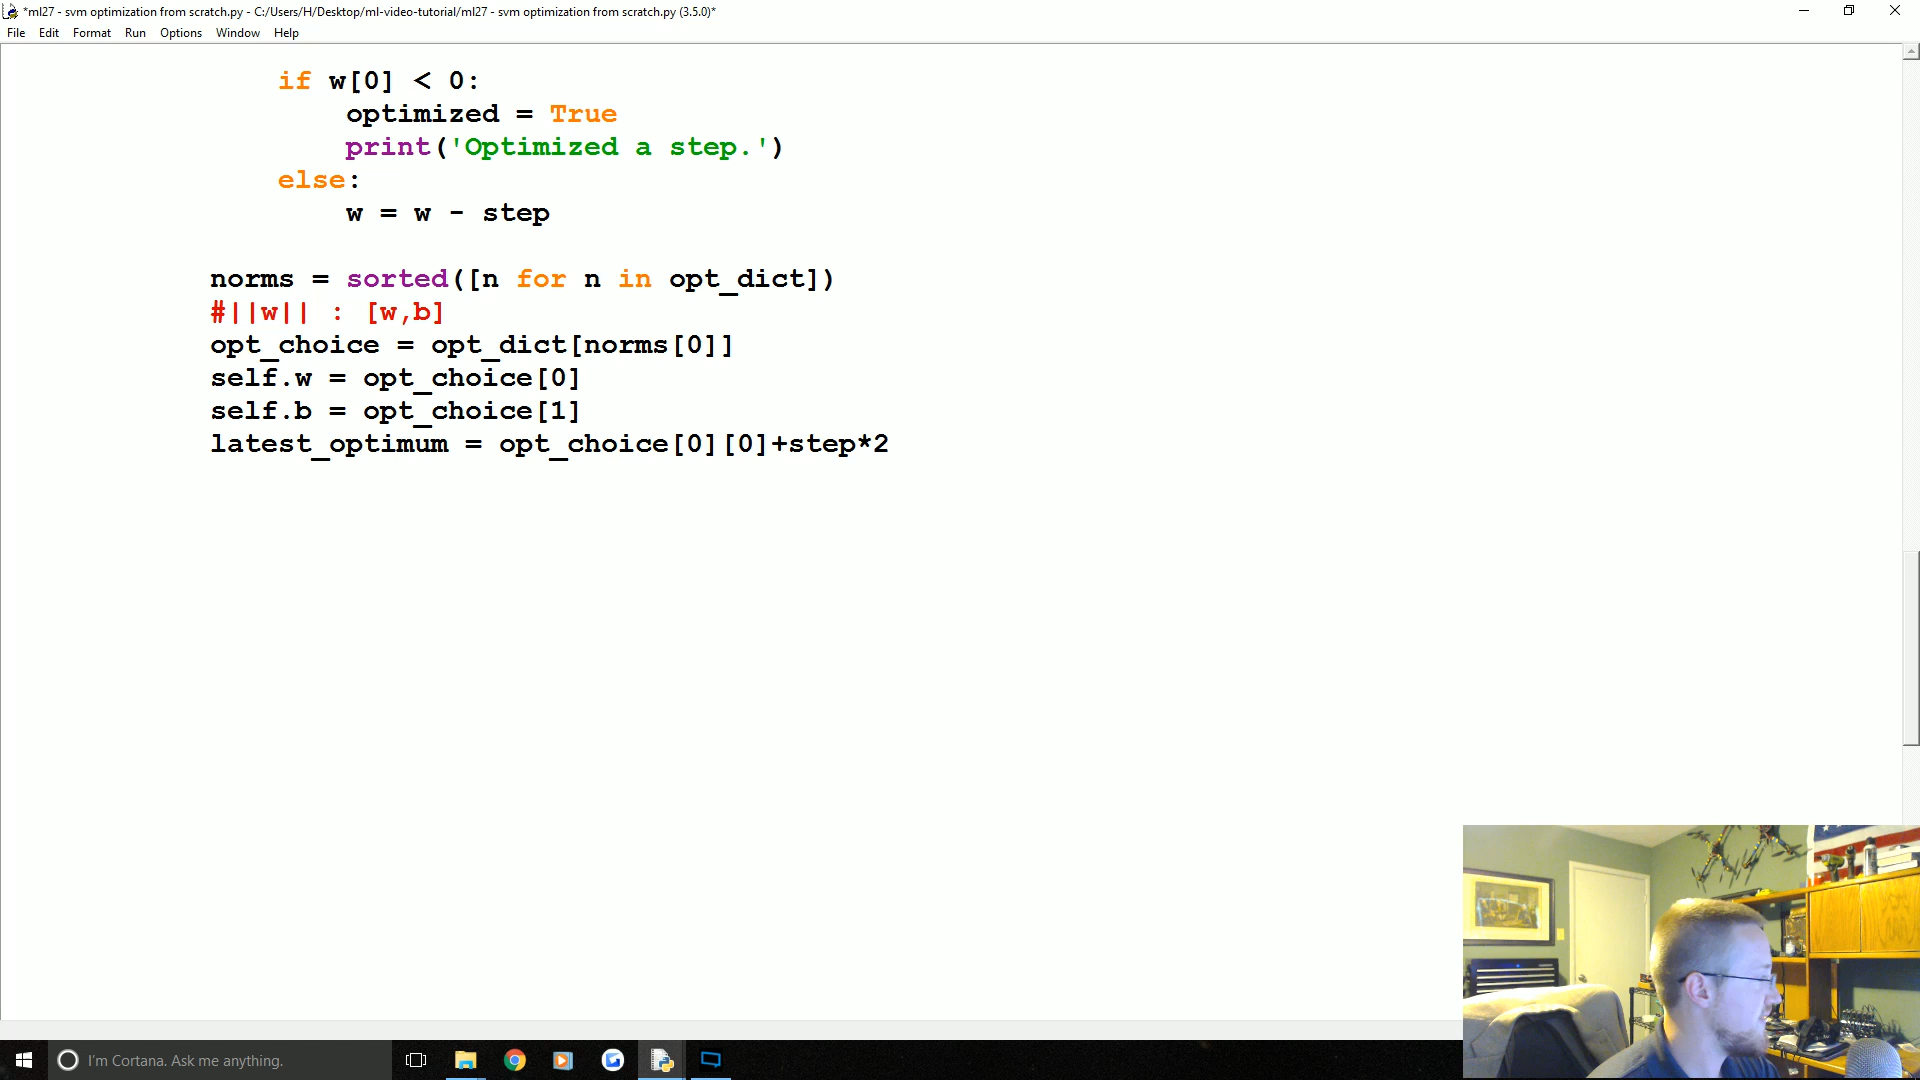 *ml27 - svm optimization from scratch.py - C:/Users/H/Desktop/ml-video-tutorial/ml27 - svm optimization from scratch.py (3.5.0)*
File Edit Format Run Options Window Help
if w[0] < 0:
optimized = True
print('Optimized a step.')
else:
w = w - step
norms = sorted([n for n in opt_dict])
#||w|| : [w,b]
opt_choice = opt_dict[norms[0]]
self.w = opt_choice[0]
self.b = opt_choice[1]
latest_optimum = opt_choice[0][0]+step*2
I'm Cortana. Ask me anything.